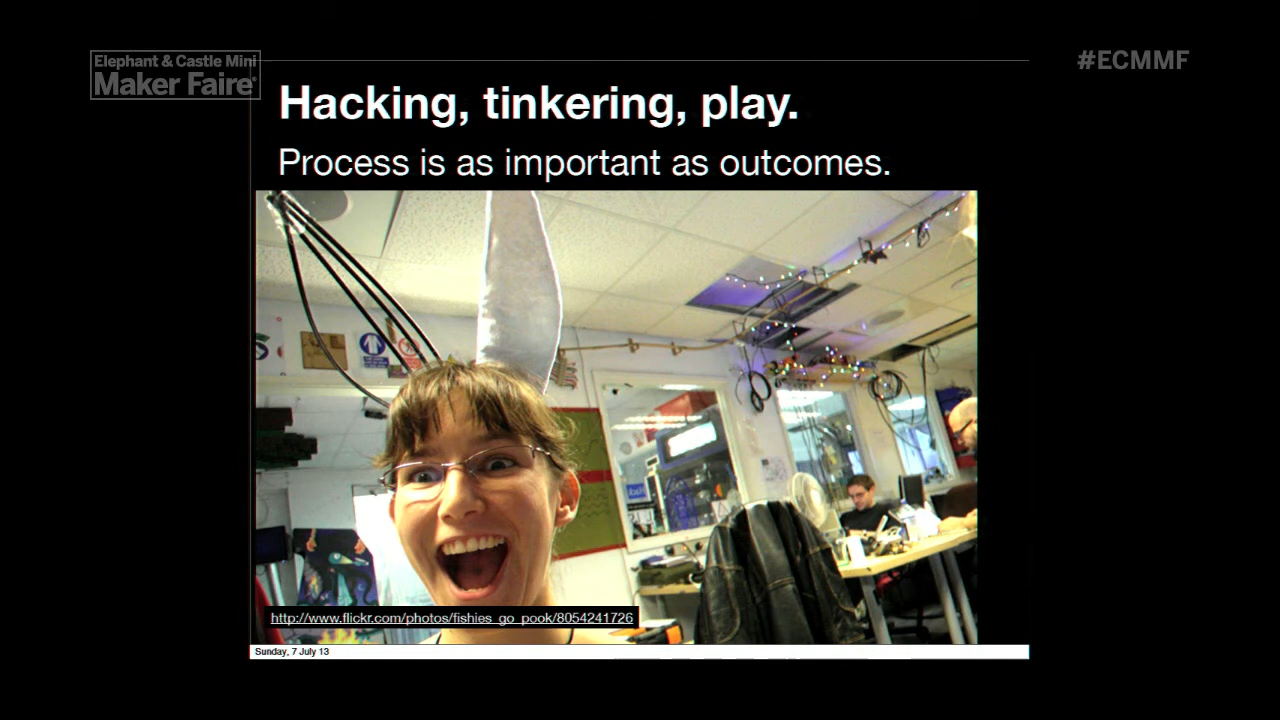 Elephant & Castle Mini
Maker Faire®
#ECMMF
Hacking, tinkering, play.
Process is as important as outcomes.
http://www.flickr.com/photos/fishies_go_pook/8054241726
Sunday, 7 July 13